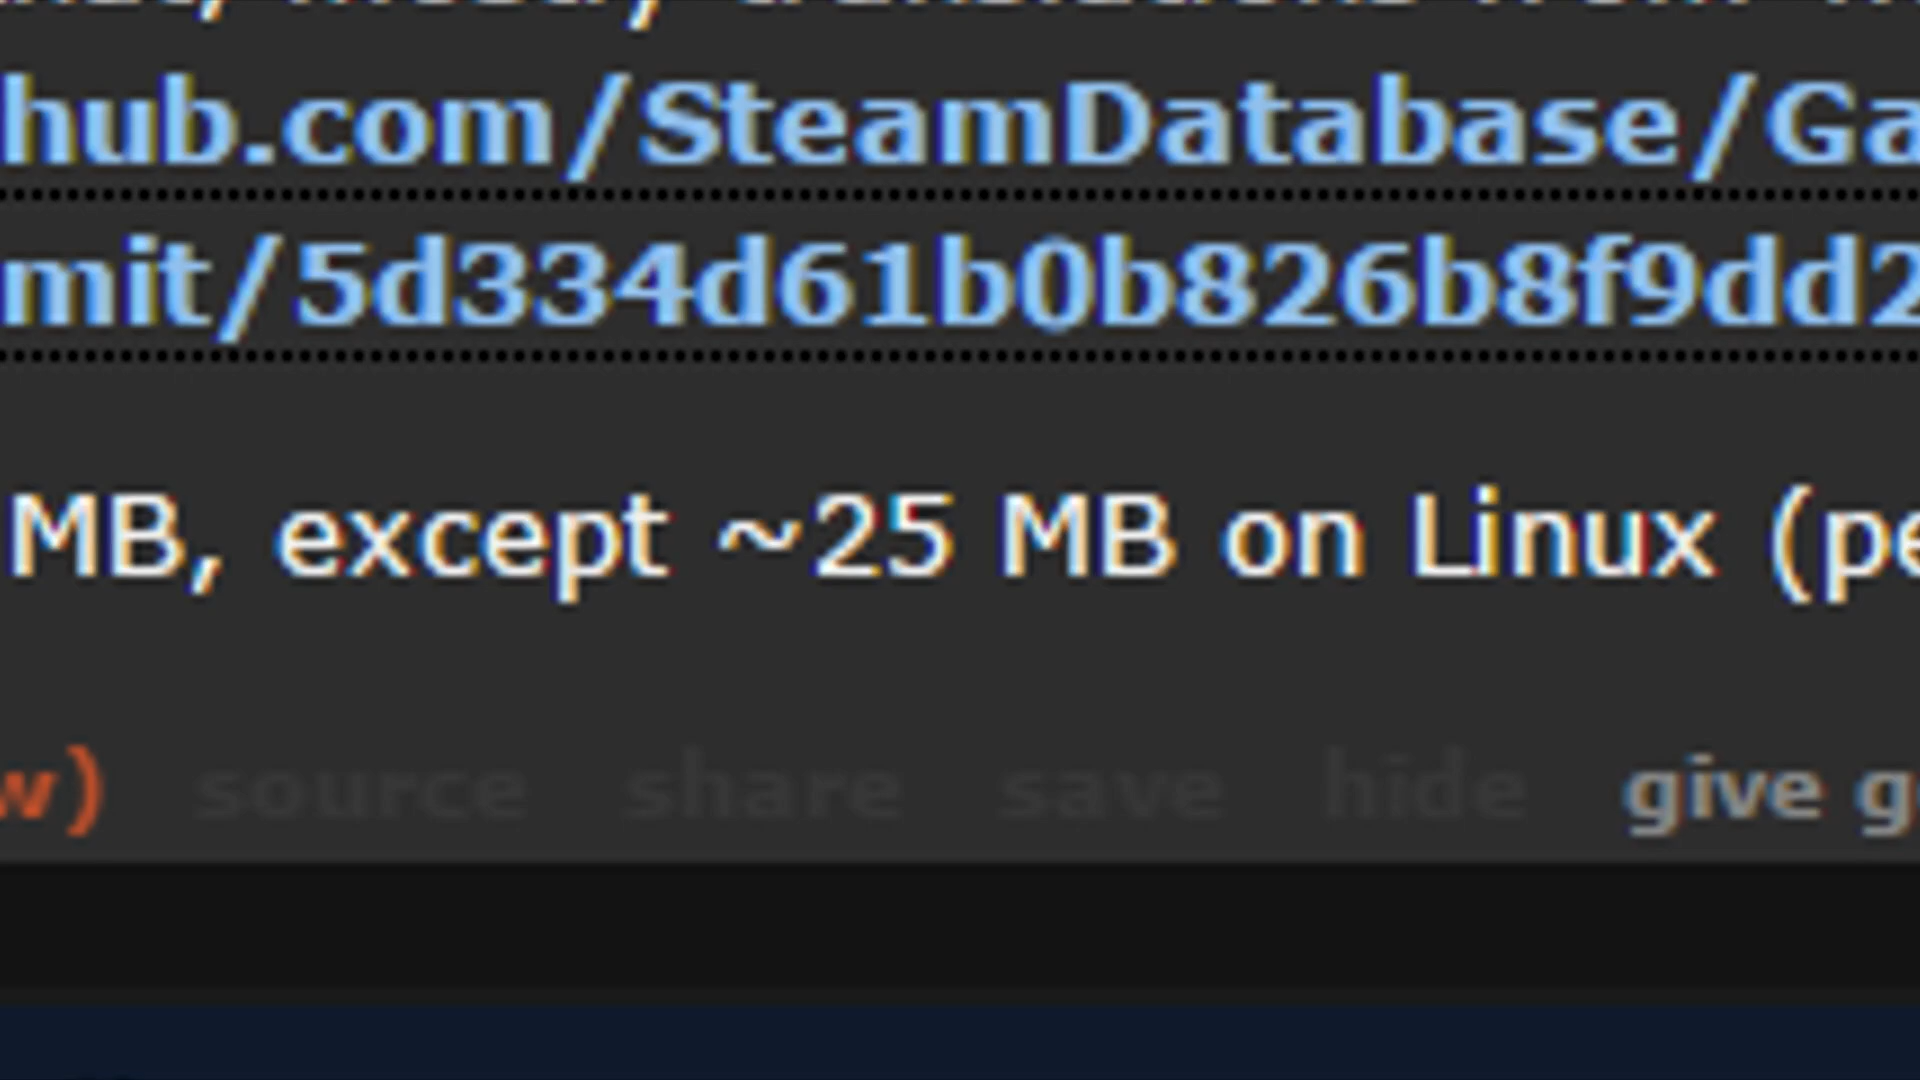 hub.com/SteamDatabase/Ga
mit/5d334d61b0b826b8f9dd2
MB, except ~25 MB on Linux (pe
w) source share save hide give g